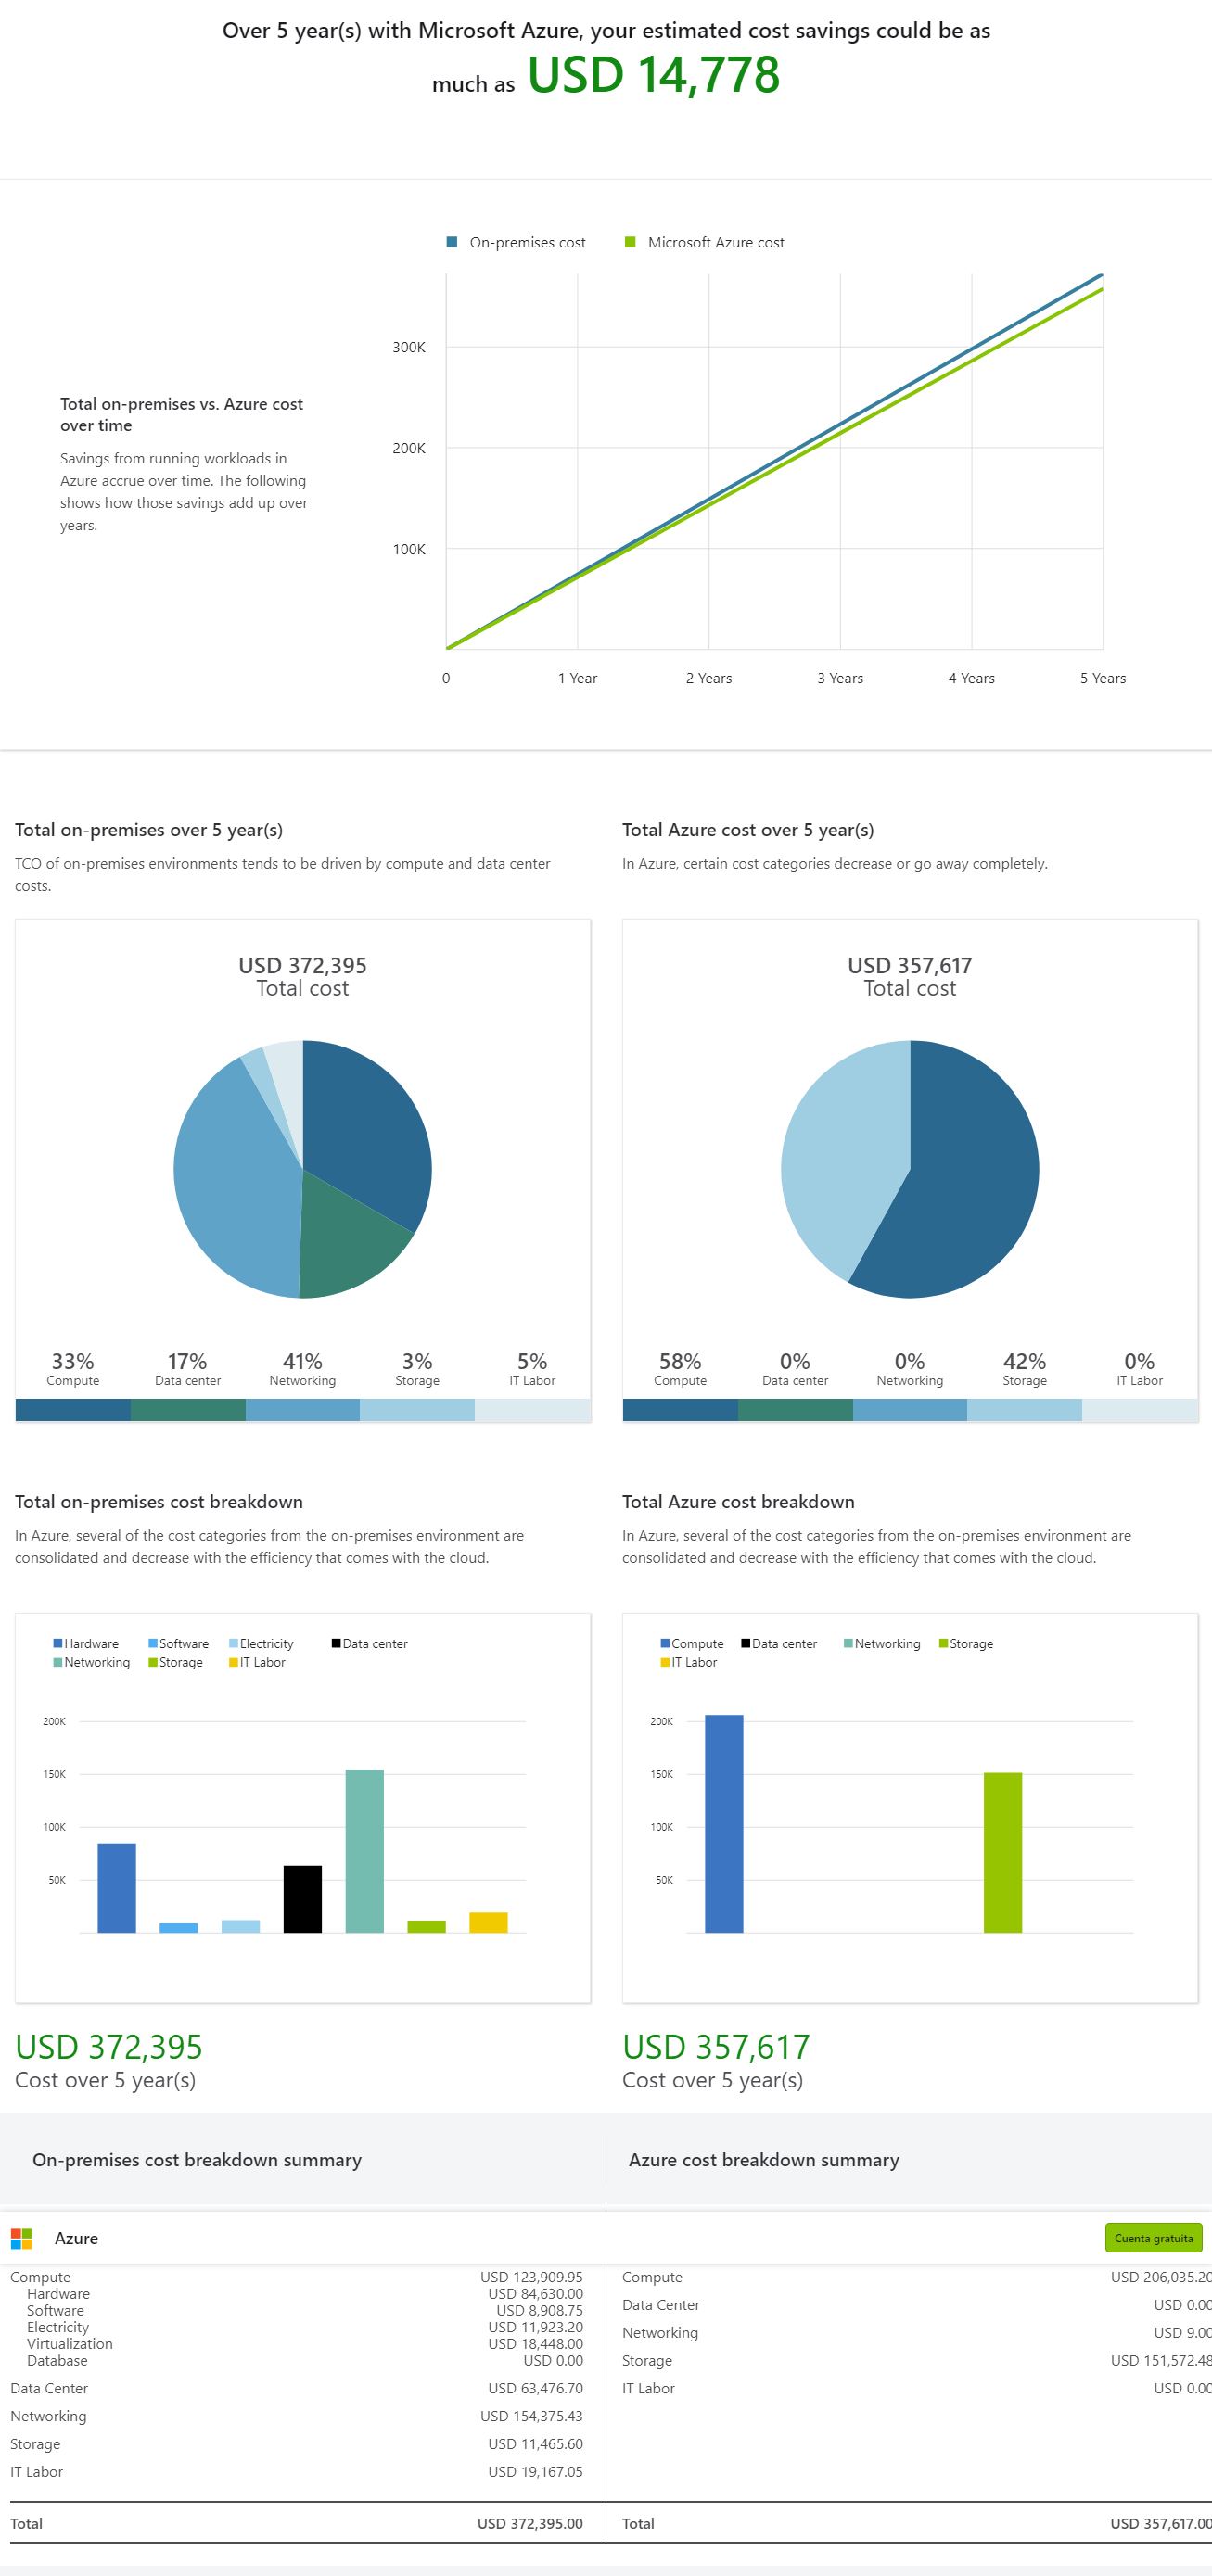 Over 5 year(s) with Microsoft Azure, your estimated cost savings could be as
much as USD 14,778
On-premises cost
Microsoft Azure cost
Total on-premises vs. Azure cost
over time
Savings from running workloads in
Azure accrue over time. The following
shows how those savings add up over
years.
300K
200K
100K
0 1 Year 2 Years 3 Years 4 Years 5 Years
Total on-premises over 5 year(s)
TCO of on-premises environments tends to be driven by compute and data center
costs.
USD 372,395
Total cost
33% 17% 41% 3% 5%
Compute Data center Networking Storage IT Labor
Total Azure cost over 5 year(s)
In Azure, certain cost categories decrease or go away completely.
USD 357,617
Total cost
58% 0% 0% 42% 0%
Compute Data center Networking Storage IT Labor
Total on-premises cost breakdown
In Azure, several of the cost categories from the on-premises environment are
consolidated and decrease with the efficiency that comes with the cloud.
Hardware Software Electricity Data center
Networking Storage IT Labor
200K
150K
100K
50K
USD 372,395
Cost over 5 year(s)
Total Azure cost breakdown
In Azure, several of the cost categories from the on-premises environment are
consolidated and decrease with the efficiency that comes with the cloud.
Compute Data center Networking Storage
IT Labor
200K
150K
100K
50K
USD 357,617
Cost over 5 year(s)
On-premises cost breakdown summary
Azure cost breakdown summary
Azure
Cuenta gratuita
Compute USD 123,909.95
Hardware USD 84,630.00
Software USD 8,908.75
Electricity USD 11,923.20
Virtualization USD 18,448.00
Database USD 0.00
Data Center USD 63,476.70
Networking USD 154,375.43
Storage USD 11,465.60
IT Labor USD 19,167.05
Total USD 372,395.00
Compute USD 206,035.20
Data Center USD 0.00
Networking USD 9.00
Storage USD 151,572.48
IT Labor USD 0.00
Total USD 357,617.00